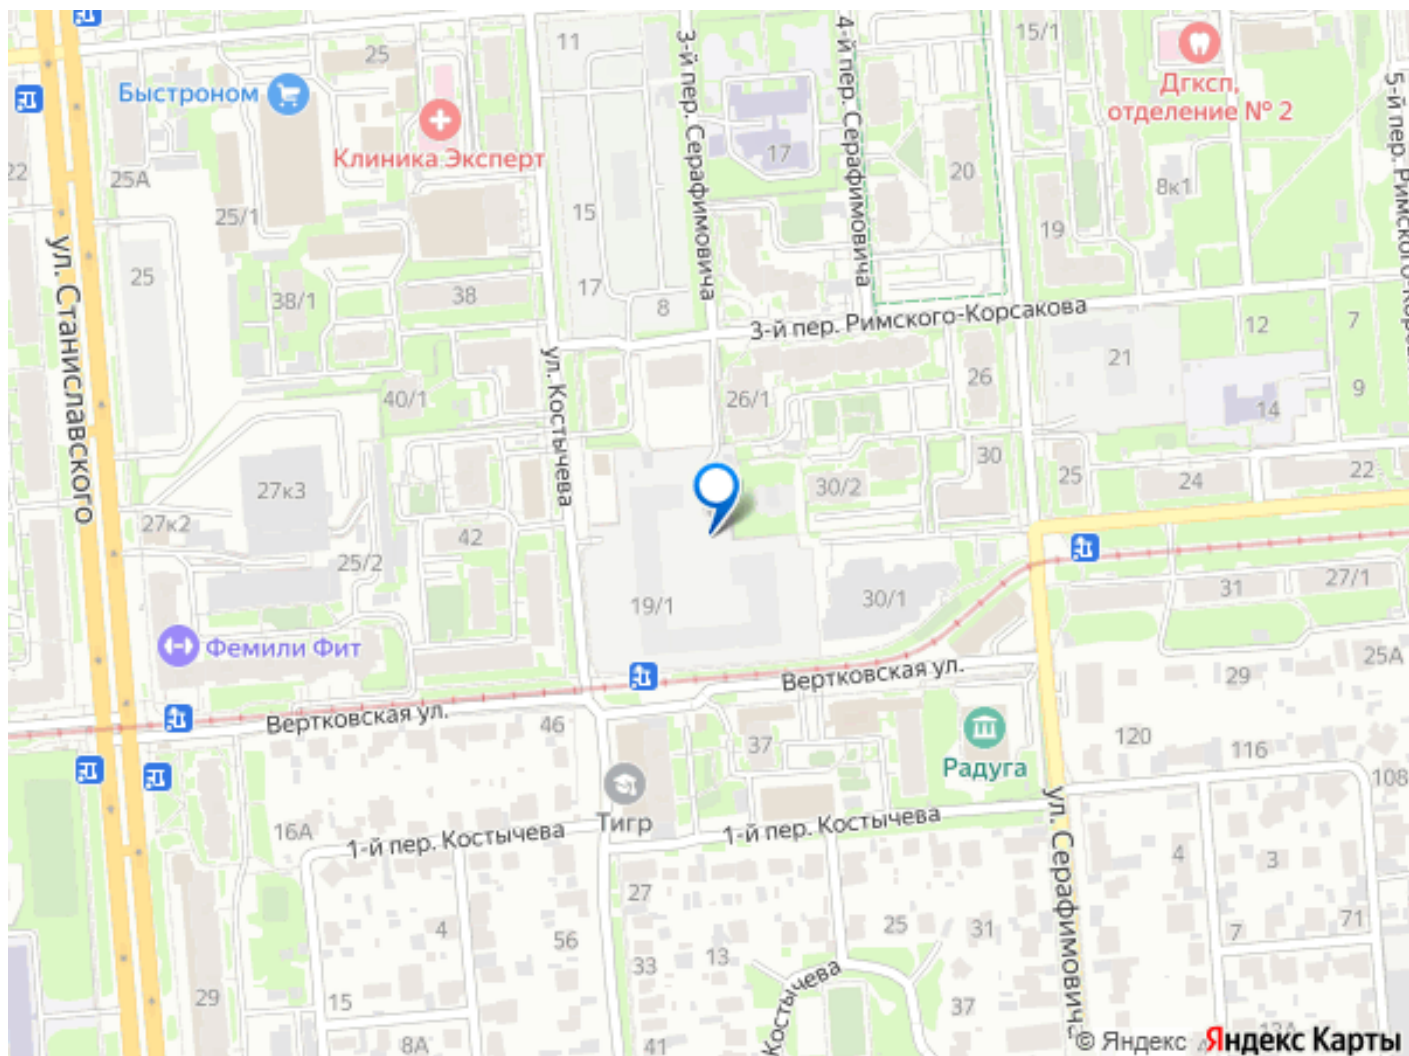 25
11
3-й пер. Серафимовича
4-й пер. Серафимовича
15/1
Дгксп,
отделение № 2
5-й пер. Римского-Корс
Быстроном
Клиника Эксперт
17
20
8к1
22
25А
25/1
15
19
ул. Станиславского
25
38/1
38
17
8
3-й пер. Римского-Корсакова
12
7
21
ул. Костычева
40/1
26/1
26
14
9
27к3
30/2
30
25
24
22
27к2
42
25/2
19/1
30/1
31
27/1
Фемили Фит
Вертковская ул.
25А
29
Вертковская ул.
46
37
120
116
108
Радуга
Тигр
16А
1-й пер. Костычева
1-й пер. Костычева
ул. Серафимовича
4
3
27
4
56
25
31
7
71
13
33
Костычева
29
15
37
8А
41
13А
© Яндекс Яндекс Карты